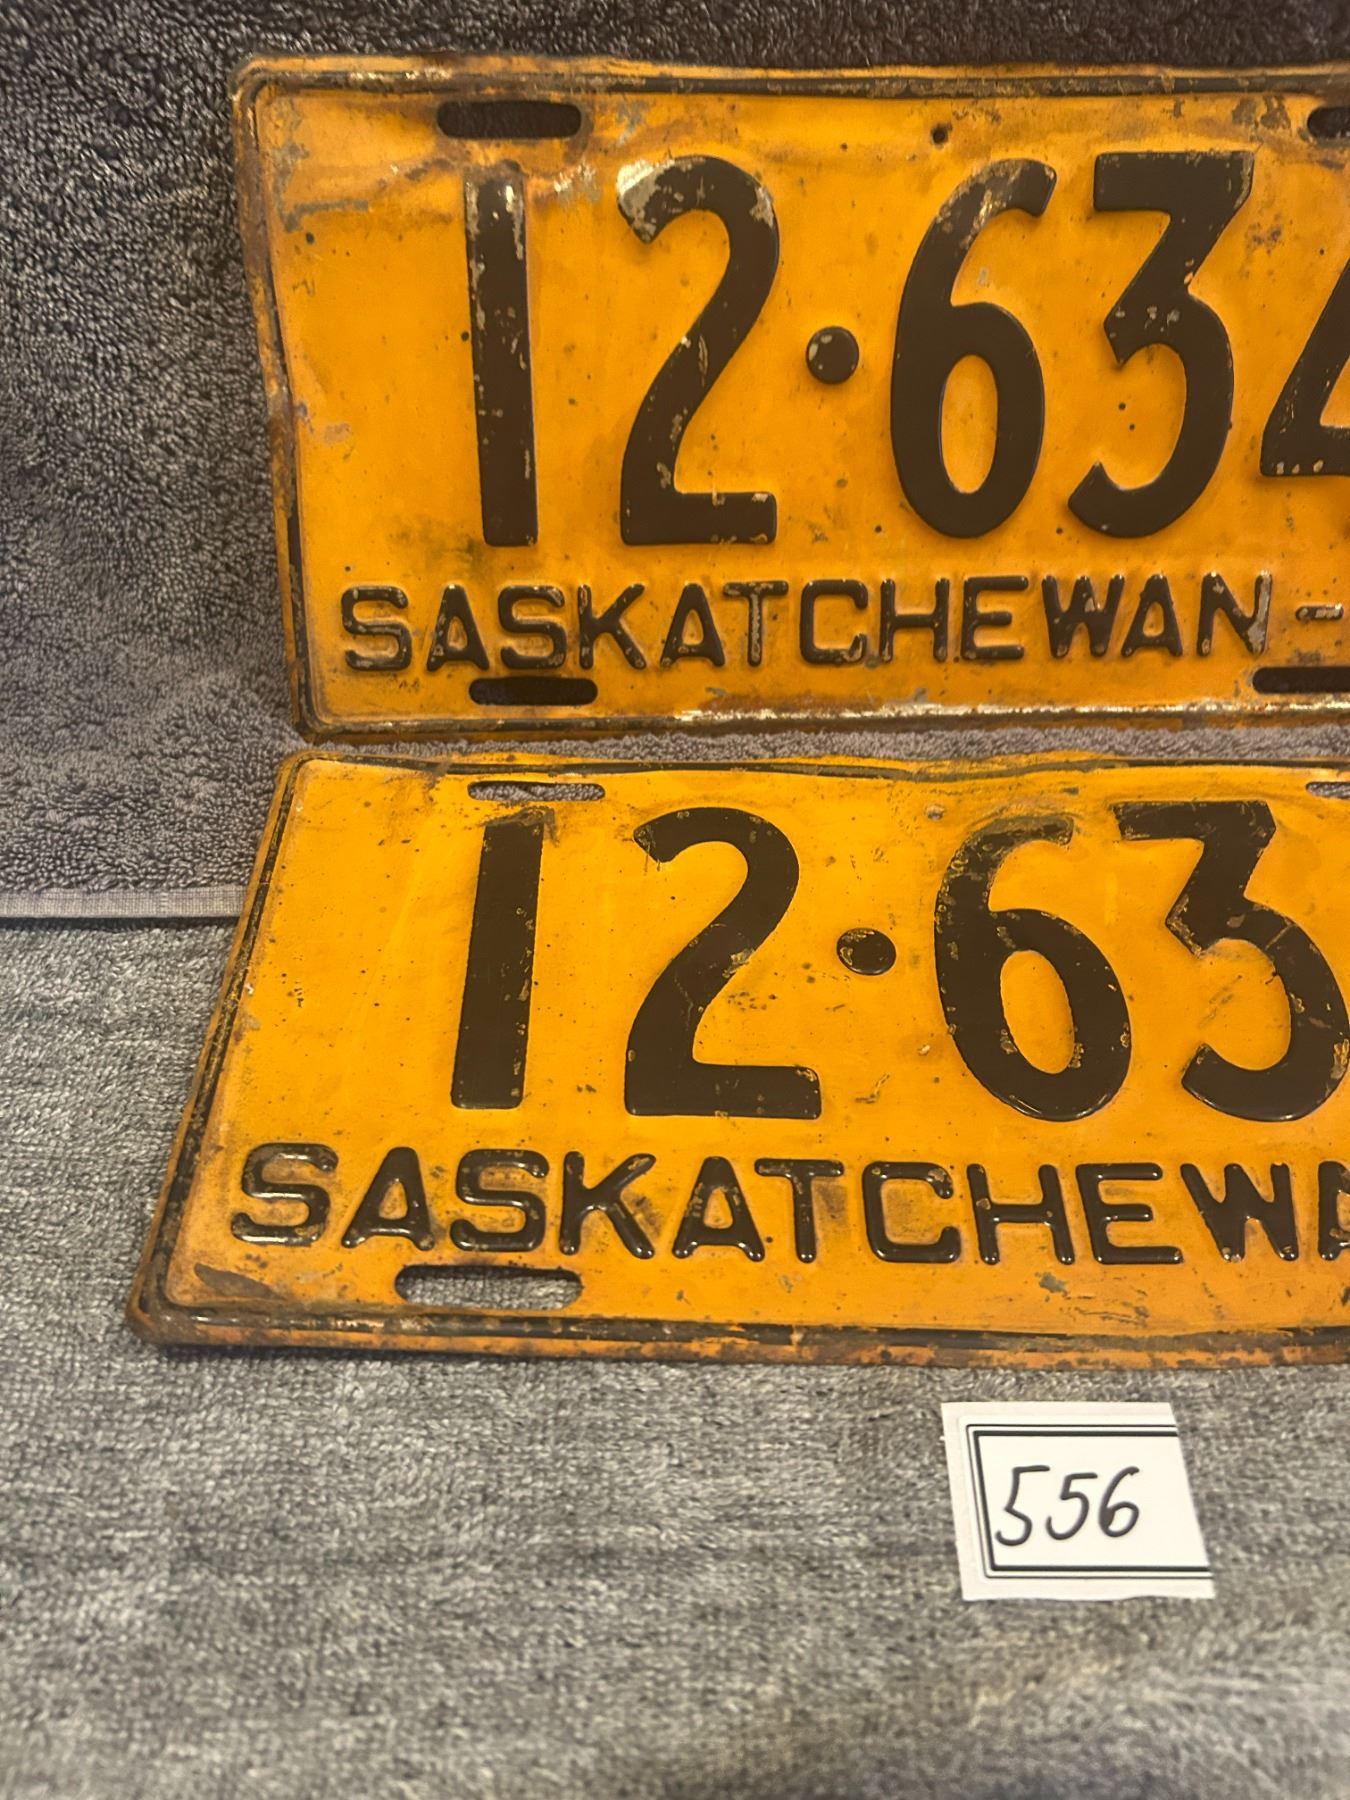 12·634
SASKATCHEWAN -
12·63
SASKATCHEWA
556